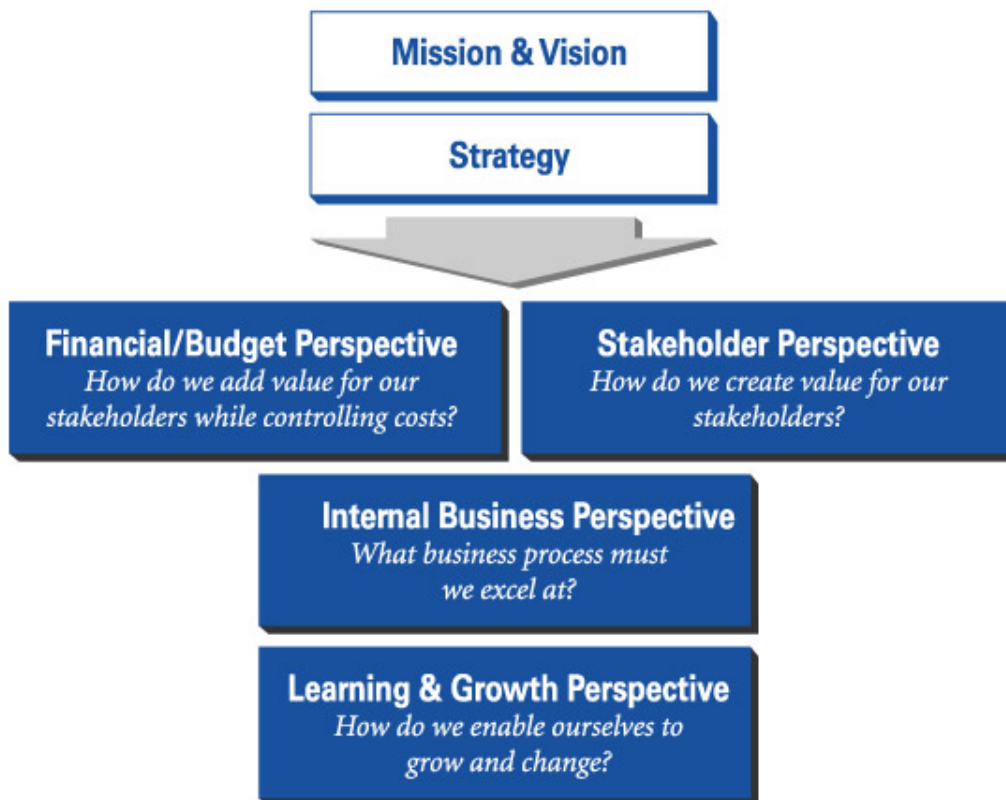 Mission & Vision
Strategy
Financial/Budget Perspective
How do we add value for our
stakeholders while controlling costs?
Stakeholder Perspective
How do we create value for our
stakeholders?
Internal Business Perspective
What business process must
we excel at?
Learning & Growth Perspective
How do we enable ourselves to
grow and change?